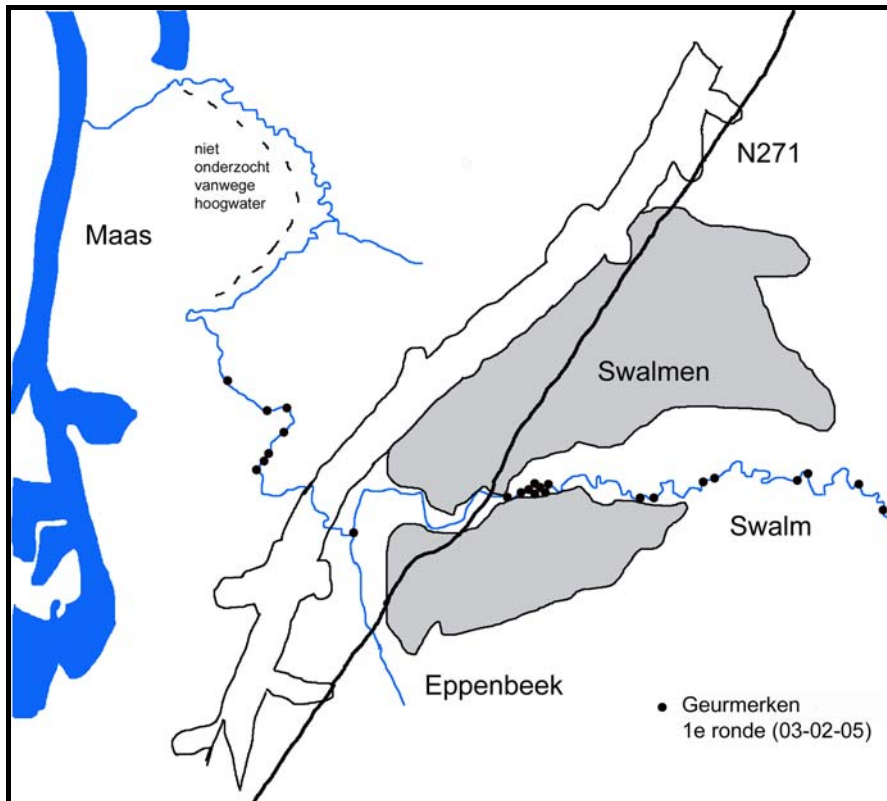 niet
onderzocht
vanwege
hoogwater
N271
Maas
Swalmen
Swalm
Eppenbeek
Geurmerken
1e ronde (03-02-05)